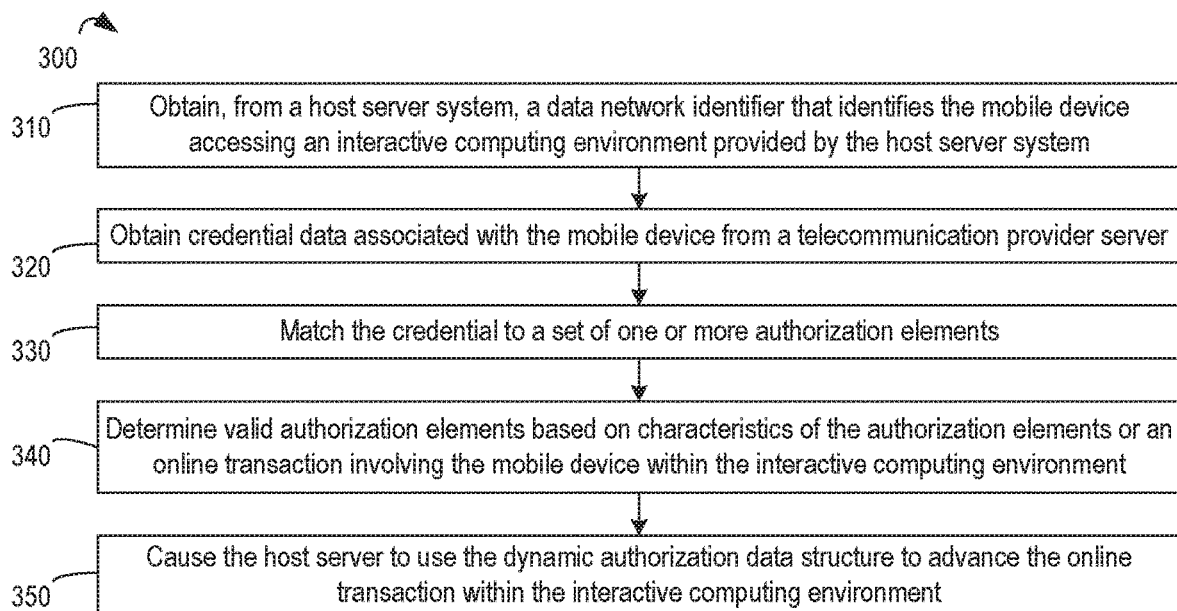 300
310
Obtain, from a host server system, a data network identifier that identifies the mobile device
accessing an interactive computing environment provided by the host server system
320
Obtain credential data associated with the mobile device from a telecommunication provider server
330
Match the credential to a set of one or more authorization elements
340
Determine valid authorization elements based on characteristics of the authorization elements or an
online transaction involving the mobile device within the interactive computing environment
350
Cause the host server to use the dynamic authorization data structure to advance the online
transaction within the interactive computing environment